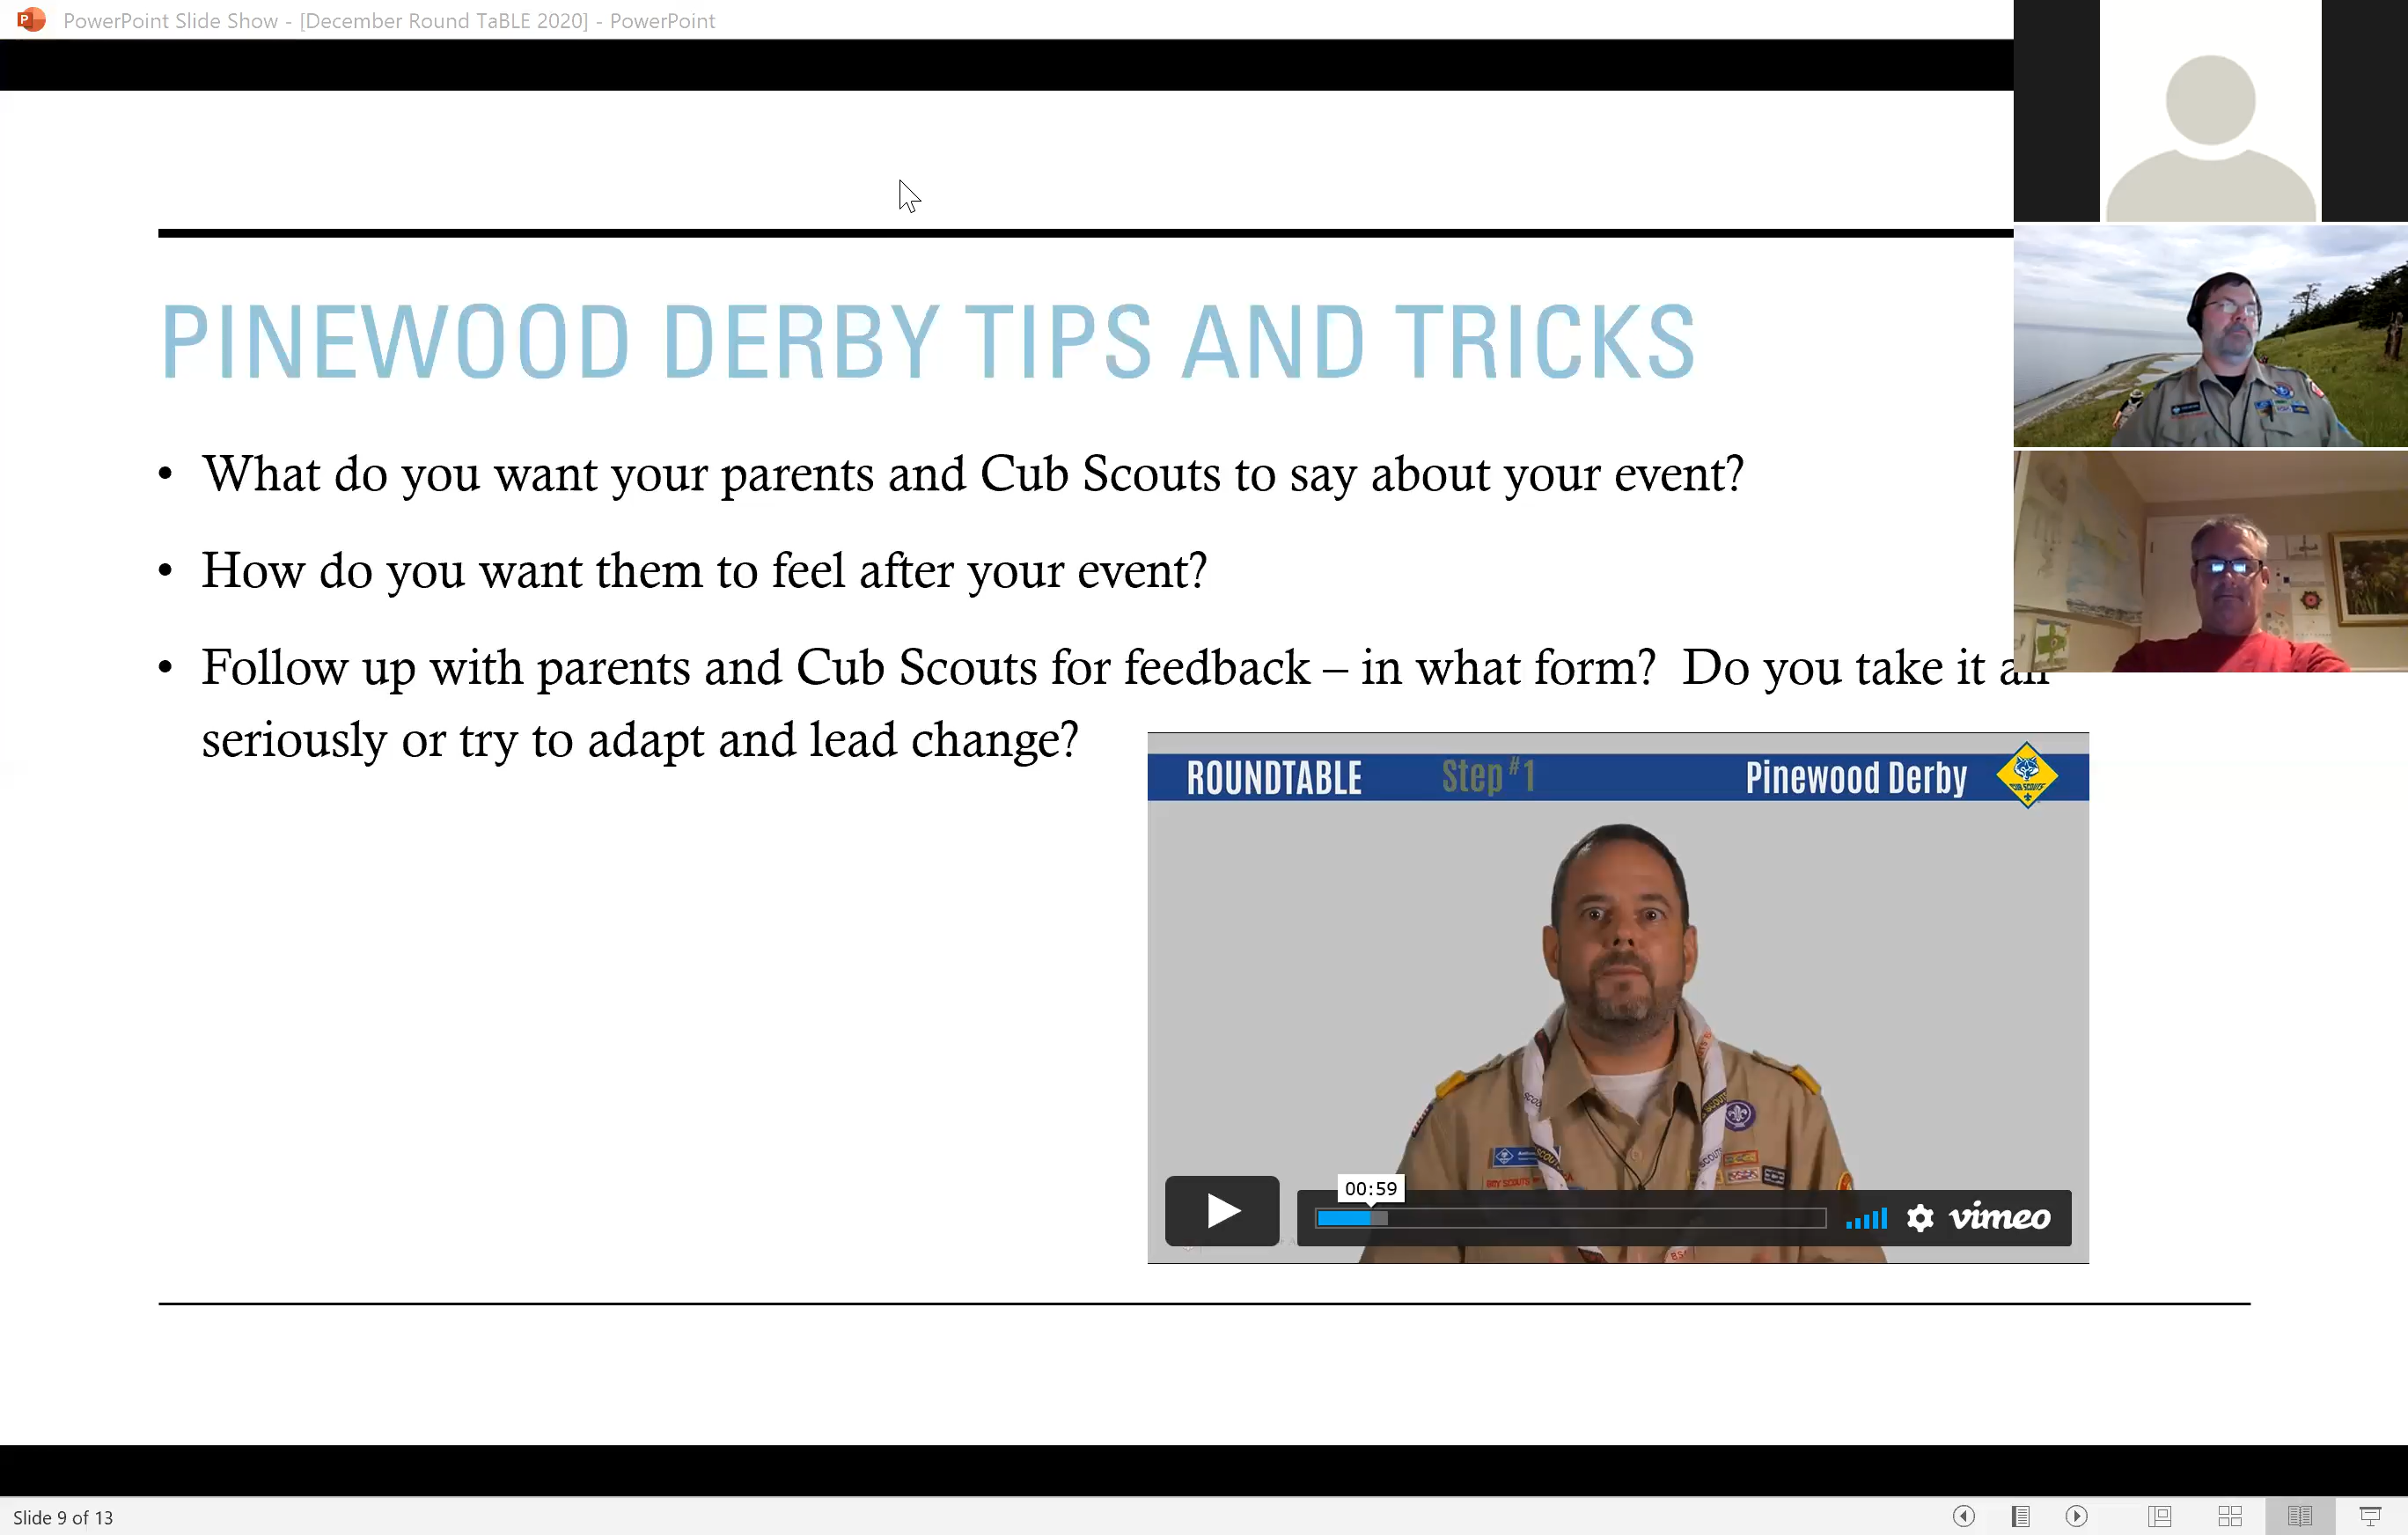 PowerPoint Slide Show - [December Round TaBLE 2020] - PowerPoint
PINEWOOD DERBY TIPS AND TRICKS
• What do you want your parents and Cub Scouts to say about your event?
• How do you want them to feel after your event?
• Follow up with parents and Cub Scouts for feedback – in what form?  Do you take it all
seriously or try to adapt and lead change?
ROUNDTABLE Step #1 Pinewood Derby
CUB SCOUTS
00:59
vimeo
Slide 9 of 13